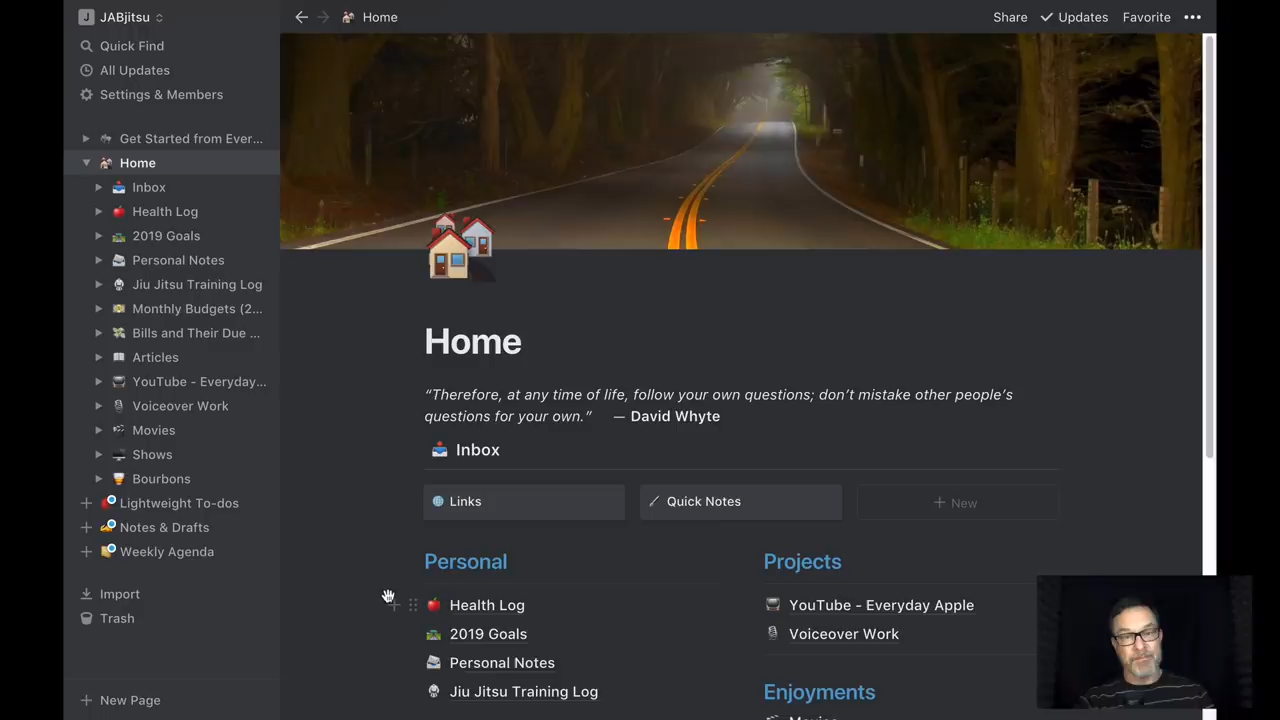 J JABjitsu
Quick Find
All Updates
Settings & Members
Get Started from Ever...
Home
Inbox
Health Log
2019 Goals
Personal Notes
Jiu Jitsu Training Log
Monthly Budgets (2...
Bills and Their Due ...
Articles
YouTube - Everyday...
Voiceover Work
Movies
Shows
Bourbons
Lightweight To-dos
Notes & Drafts
Weekly Agenda
Import
Trash
New Page
Home
Share
Updates
Favorite
Home
“Therefore, at any time of life, follow your own questions; don’t mistake other people’s
questions for your own.” — David Whyte
Inbox
Links
Quick Notes
New
Personal
Health Log
2019 Goals
Personal Notes
Jiu Jitsu Training Log
Projects
YouTube - Everyday Apple
Voiceover Work
Enjoyments
Movies